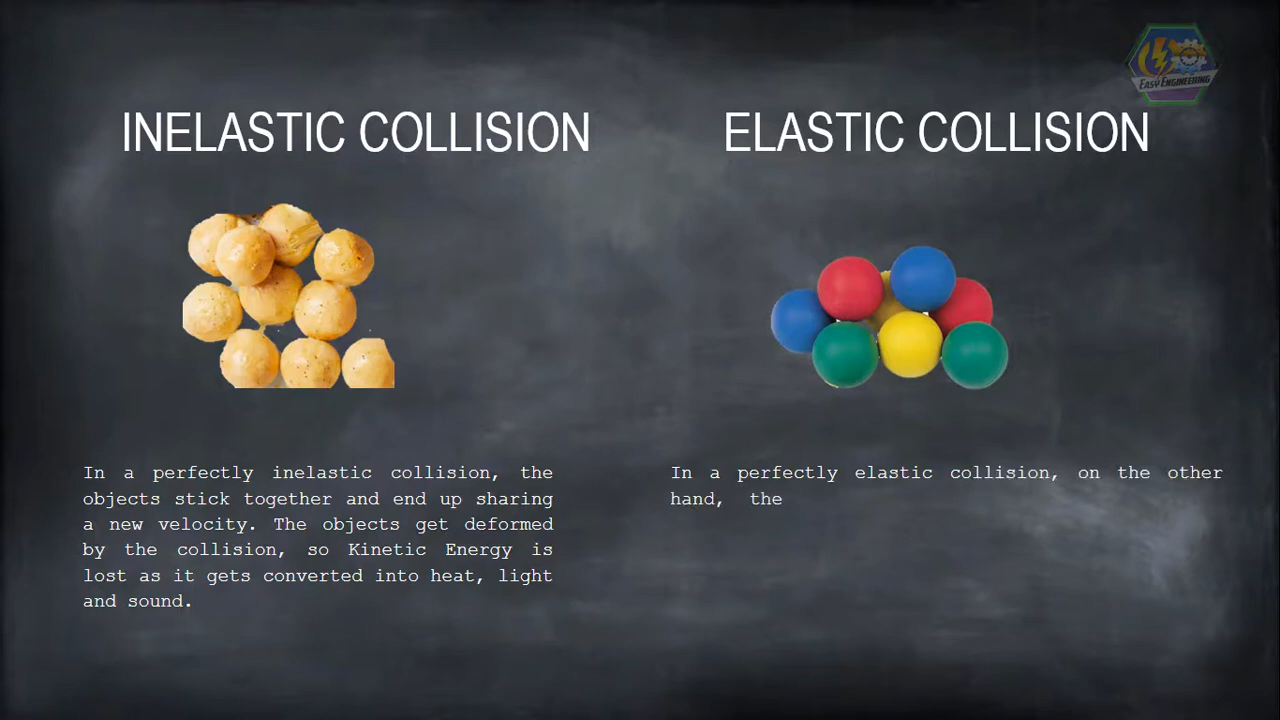 EASY ENGINEERING
INELASTIC COLLISION
ELASTIC COLLISION
In a perfectly inelastic collision, the
objects stick together and end up sharing
a new velocity. The objects get deformed
by the collision, so Kinetic Energy is
lost as it gets converted into heat, light
and sound.
In a perfectly elastic collision, on the other
hand, the